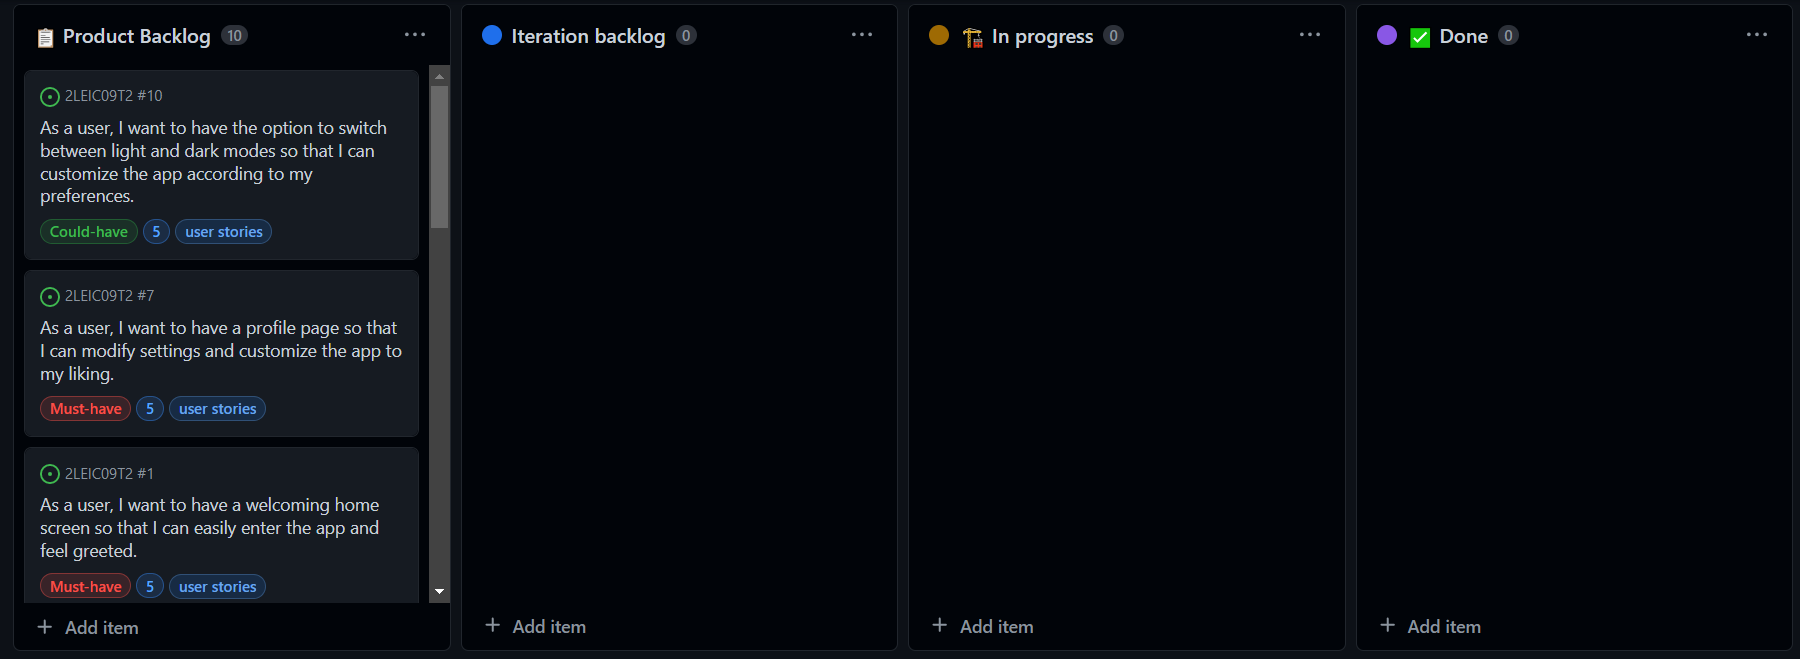 Product Backlog 10
2LEIC09T2 #10
As a user, I want to have the option to switch
between light and dark modes so that I can
customize the app according to my
preferences.
Could-have 5 user stories
2LEIC09T2 #7
As a user, I want to have a profile page so that
I can modify settings and customize the app to
my liking.
Must-have 5 user stories
2LEIC09T2 #1
As a user, I want to have a welcoming home
screen so that I can easily enter the app and
feel greeted.
Must-have 5 user stories
+ Add item
Iteration backlog 0
+ Add item
In progress 0
+ Add item
Done 0
+ Add item